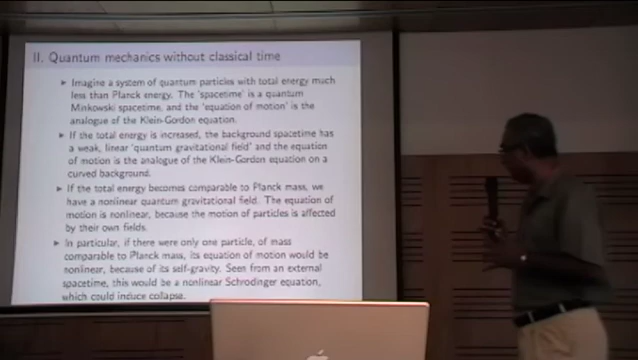 II. Quantum mechanics without classical time
▸ Imagine a system of quantum particles with total energy much
less than Planck energy. The 'spacetime' is a quantum
Minkowski spacetime, and the 'equation of motion' is the
analogue of the Klein-Gordon equation.
▸ If the total energy is increased, the background spacetime has
a weak, linear 'quantum gravitational field' and the equation
of motion is the analogue of the Klein-Gordon equation on a
curved background.
▸ If the total energy becomes comparable to Planck mass, we
have a nonlinear quantum gravitational field. The equation of
motion is nonlinear, because the motion of particles is affected
by their own fields.
▸ In particular, if there were only one particle, of mass
comparable to Planck mass, its equation of motion would be
nonlinear, because of its self-gravity. Seen from an external
spacetime, this would be a nonlinear Schrodinger equation,
which could induce collapse.